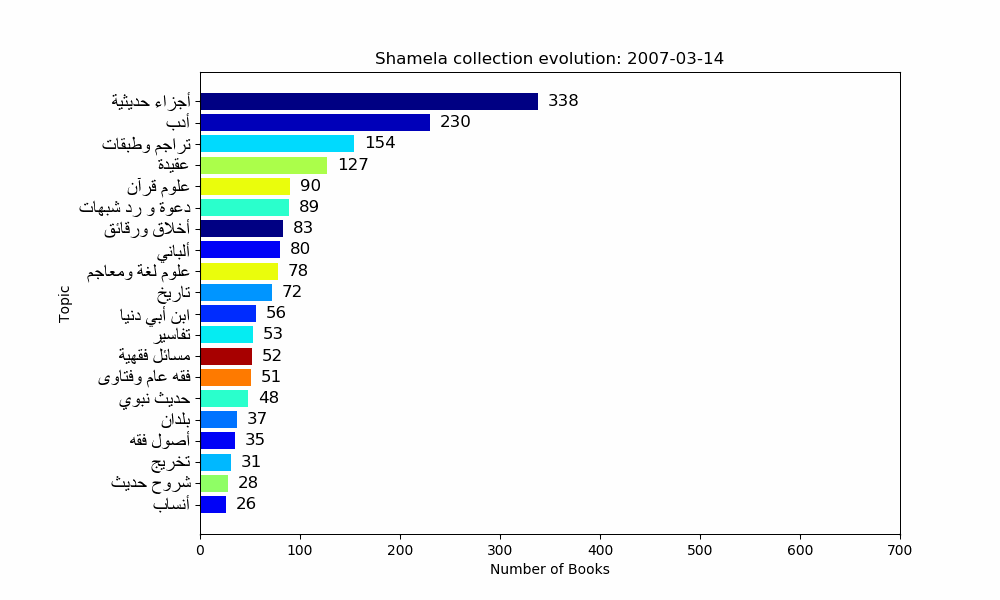 Shamela collection evolution: 2007-03-14
أجزاء حديثية 338
أدب 230
تراجم وطبقات 154
عقيدة 127
علوم قرآن 90
دعوة و رد شبهات 89
أخلاق ورقائق 83
ألباني 80
علوم لغة ومعاجم 78
تاريخ 72
ابن أبي دنيا 56
تفاسير 53
مسائل فقهية 52
فقه عام وفتاوى 51
حديث نبوي 48
بلدان 37
أصول فقه 35
تخريج 31
شروح حديث 28
أنساب 26
Topic
0 100 200 300 400 500 600 700
Number of Books